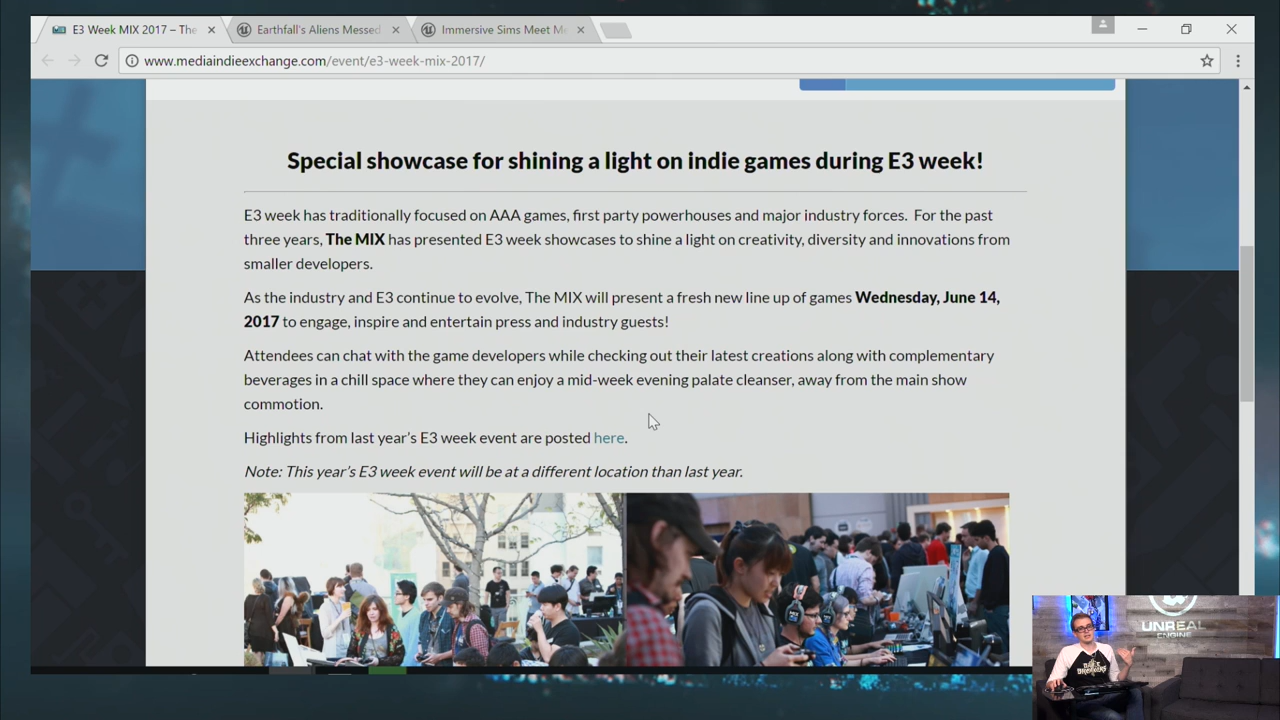 E3 Week MIX 2017 – The
Earthfall's Aliens Messed
Immersive Sims Meet M
www.mediaindieexchange.com/event/e3-week-mix-2017/
Special showcase for shining a light on indie games during E3 week!
E3 week has traditionally focused on AAA games, first party powerhouses and major industry forces. For the past
three years, The MIX has presented E3 week showcases to shine a light on creativity, diversity and innovations from
smaller developers.
As the industry and E3 continue to evolve, The MIX will present a fresh new line up of games Wednesday, June 14,
2017 to engage, inspire and entertain press and industry guests!
Attendees can chat with the game developers while checking out their latest creations along with complementary
beverages in a chill space where they can enjoy a mid-week evening palate cleanser, away from the main show
commotion.
Highlights from last year's E3 week event are posted here.
Note: This year's E3 week event will be at a different location than last year.
UNREAL
ENGINE